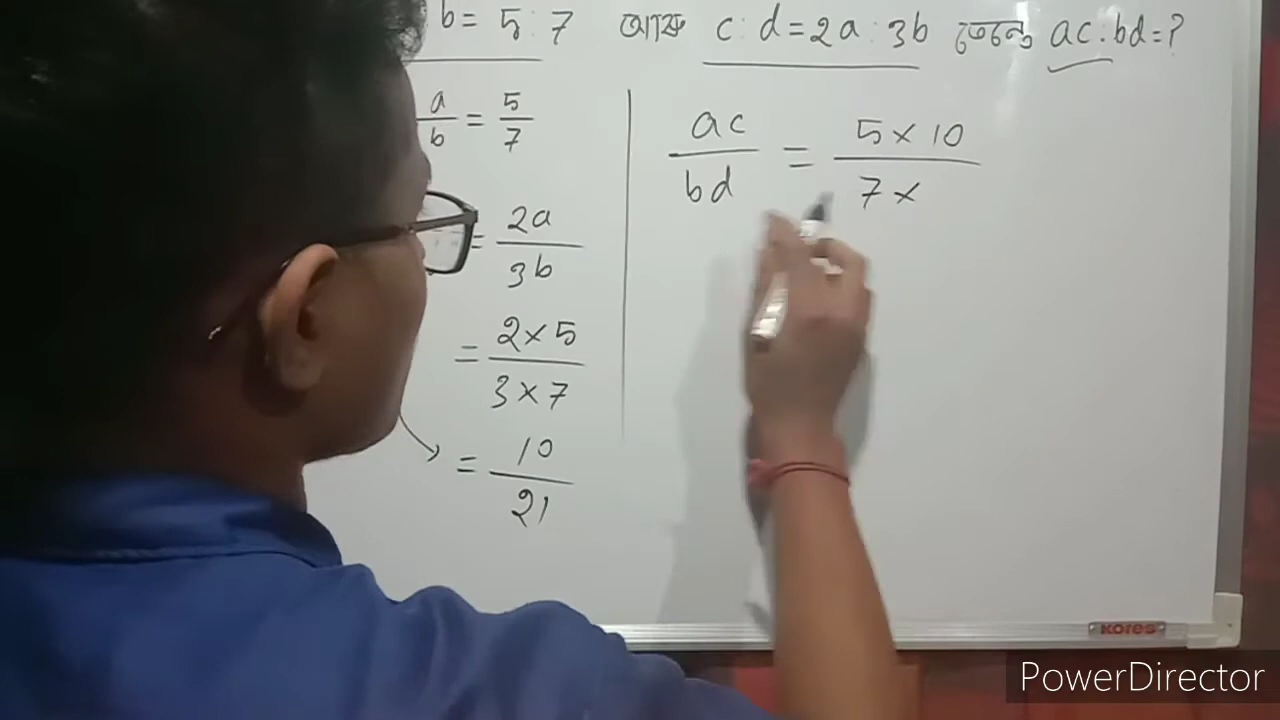 b = 5 : 7 আৰু c : d = 2a : 3b তেন্তে ac : bd = ?
a/b = 5/7
= 2a/3b
= 2 × 5/3 × 7
= 10/21
ac/bd = 5 × 10/7 ×
KORES
PowerDirector